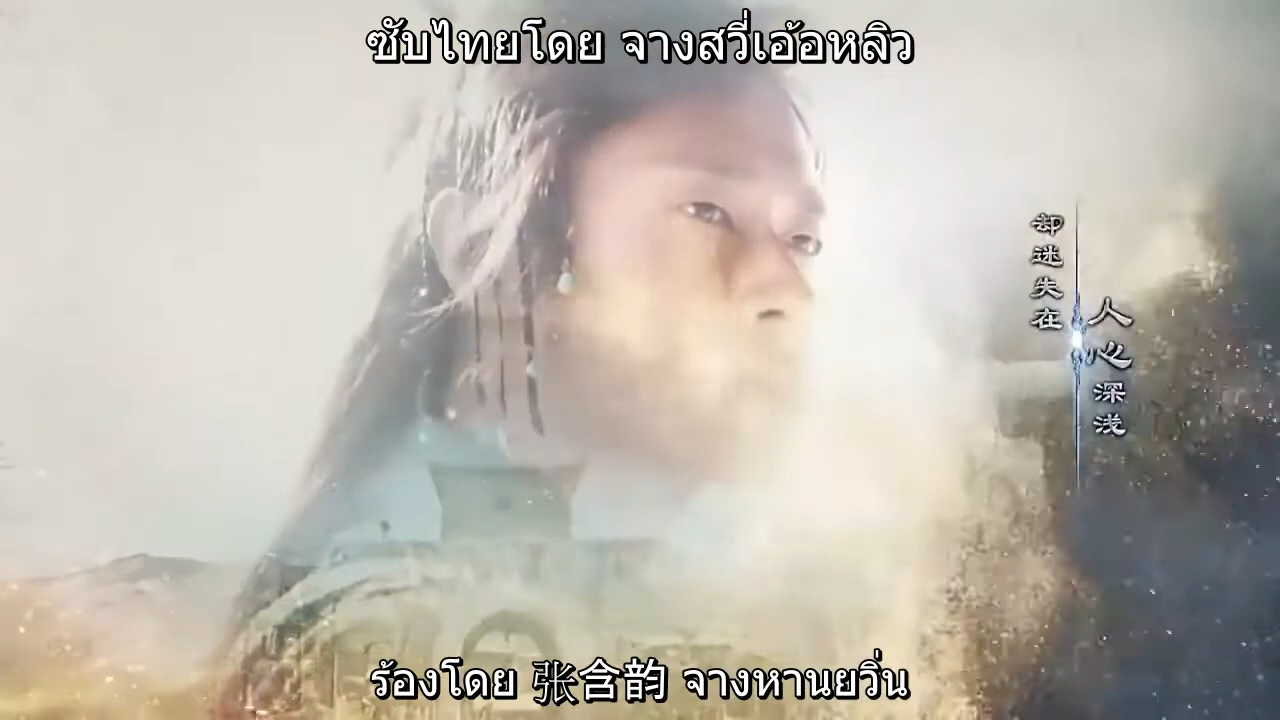 ซับไทยโดย จางสวี่เอ้อหลิว
却迷失在
人心深浅
ร้องโดย 张含韵 จางหานยวิ่น